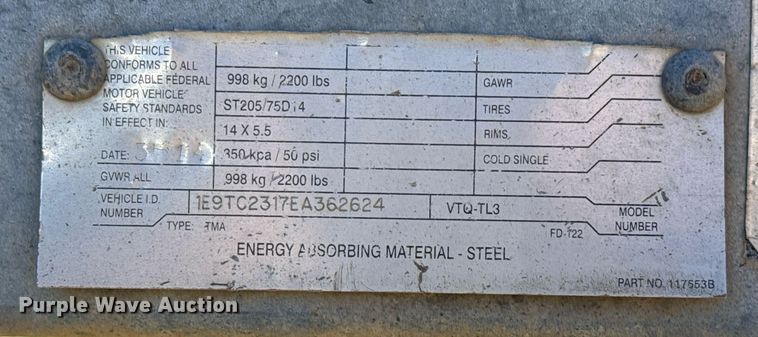 THIS VEHICLE
CONFORMS TO ALL
APPLICABLE FEDERAL
MOTOR VEHICLE
SAFETY STANDARDS
IN EFFECT IN:
998 kg / 2200 lbs GAWR
ST205/75D14 TIRES
14 X 5.5 RIMS
DATE: 350 kpa / 50 psi COLD SINGLE
GVWR ALL 998 kg / 2200 lbs
VEHICLE I.D. NUMBER 1E9TC2317EA362624 VTQ-TL3 MODEL NUMBER
TYPE: TMA FD-122
ENERGY ABSORBING MATERIAL - STEEL
PART NO. 117553B
Purple Wave Auction